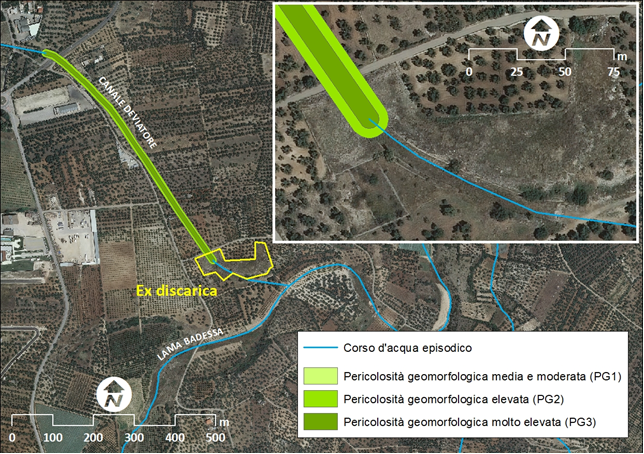 N
0 25 50 75
m
CANALE DEVIATORE
Ex discarica
LAMA BADESSA
N
0 100 200 300 400 500
m
Corso d'acqua episodico
Pericolosità geomorfologica media e moderata (PG1)
Pericolosità geomorfologica elevata (PG2)
Pericolosità geomorfologica molto elevata (PG3)